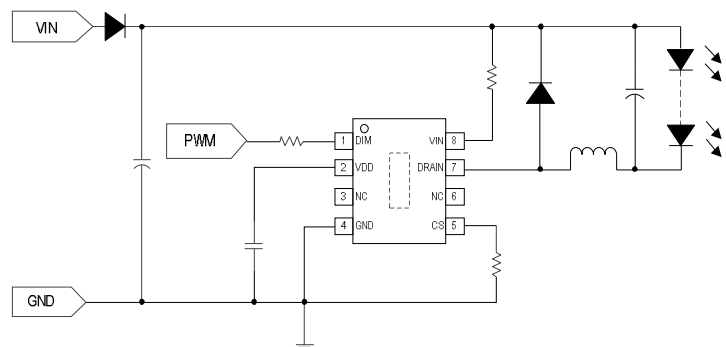 VIN
PWM
1 DIM
VIN 8
2 VDD
DRAIN 7
3 NC
NC 6
4 GND
CS 5
GND